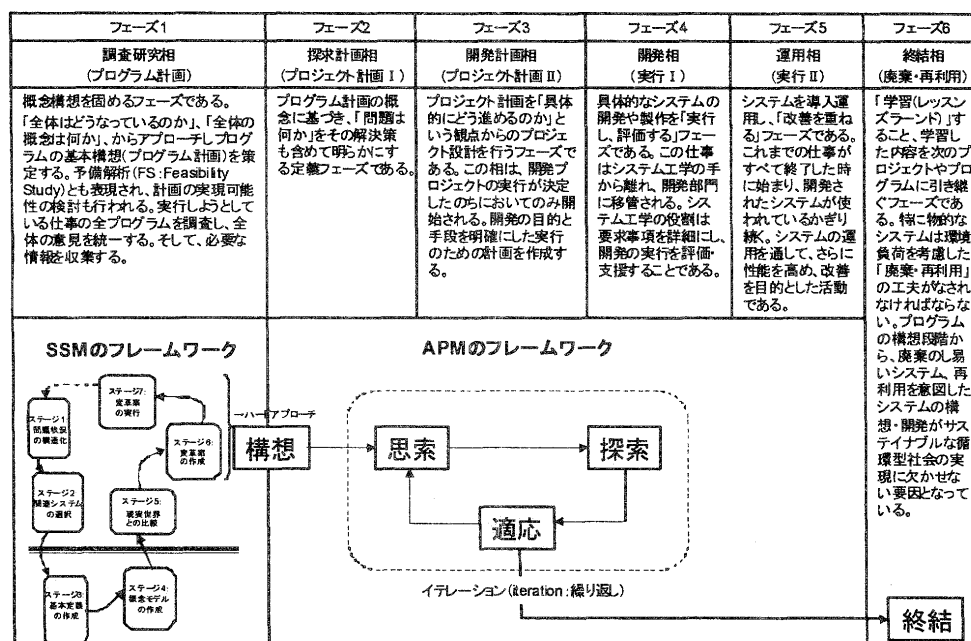 フェーズ1
フェーズ2
フェーズ3
フェーズ4
フェーズ5
フェーズ6
調査研究相
(プログラム計画)
探求計画相
(プロジェクト計画Ⅰ)
開発計画相
(プロジェクト計画Ⅱ)
開発相
(実行Ⅰ)
運用相
(実行Ⅱ)
終結相
(廃棄・再利用)
概念構想を固めるフェーズである。
「全体はどうなっているのか」、「全体の
概念は何か」、からアプローチしプログ
ラムの基本構想(プログラム計画)を策
定する。予備解析(FS:Feasibility
Study)とも表現され、計画の実現可能
性の検討も行われる。実行しようとして
いる仕事の全プログラムを調査し、全
体の意見を統一する。そして、必要な
情報を収集する。
プログラム計画の概
念に基づき、「問題は
何か」をその解決策
も含めて明らかにす
る定義フェーズである。
プロジェクト計画を「具体
的にどう進めるのか」と
いう観点からのプロジェ
クト設計を行うフェーズで
ある。この相は、開発プ
ロジェクトの実行が決定
したのちにおいてのみ開
始される。開発の目的と
手段を明確にした実行
のための計画を作成す
る。
具体的なシステムの
開発や製作を「実行
し、評価する」フェー
ズである。この仕事
はシステム工学の手
から離れ、開発部門
に移管される。シス
テム工学の役割は
要求事項を詳細にし、
開発の実行を評価・
支援することである。
システムを導入運
用し、「改善を重ね
る」フェーズである。
これまでの仕事が
すべて終了した時
に始まり、開発さ
れたシステムが使
われているかぎり
続く。システムの運
用を通して、さらに
性能を高め、改善
を目的とした活動
である。
「学習(レッスン
ズラーンド)」す
ること、学習し
た内容を次のプ
ロジェクトやプロ
グラムに引き継
ぐフェーズであ
る。特に物的な
システムは環境
負荷を考慮した
「廃棄・再利用」
の工夫がなされ
なければならな
い。プログラム
の構想段階か
ら、廃棄のし易
いシステム、再
利用を意図した
システムの構
想・開発がサス
テイナブルな循
環型社会の実
現に欠かせな
い要因となって
いる。
SSMのフレームワーク
APMのフレームワーク
ステージ7:
変革案
の実行
ステージ1:
問題状況
の構造化
ステージ6:
変革案
の作成
ステージ2
関連システム
の選択
ステージ5:
現実世界
との比較
ステージ3:
基本定義
の作成
ステージ4:
概念モデル
の作成
→ハードアプローチ
構想
思索
探索
適応
イテレーション(iteration:繰り返し)
終結